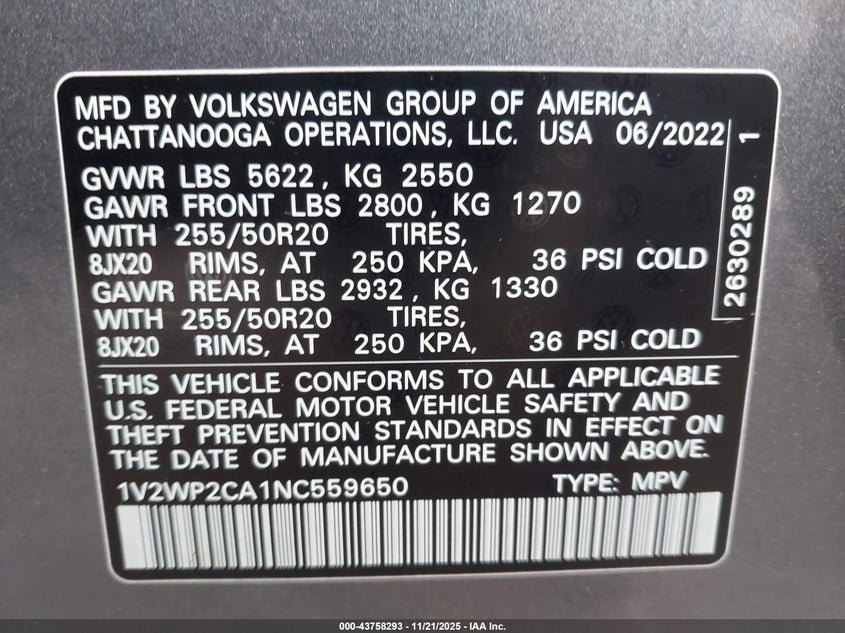 MFD BY VOLKSWAGEN GROUP OF AMERICA
CHATTANOOGA OPERATIONS, LLC. USA 06/2022
GVWR LBS 5622, KG 2550
GAWR FRONT LBS 2800, KG 1270
WITH 255/50R20 TIRES,
8JX20 RIMS, AT 250 KPA, 36 PSI COLD
GAWR REAR LBS 2932, KG 1330
WITH 255/50R20 TIRES,
8JX20 RIMS, AT 250 KPA, 36 PSI COLD
2630289 1
THIS VEHICLE CONFORMS TO ALL APPLICABLE
U.S. FEDERAL MOTOR VEHICLE SAFETY AND
THEFT PREVENTION STANDARDS IN EFFECT ON
THE DATE OF MANUFACTURE SHOWN ABOVE.
1V2WP2CA1NC559650 TYPE: MPV
000-43758293 - 11/21/2025 - IAA Inc.